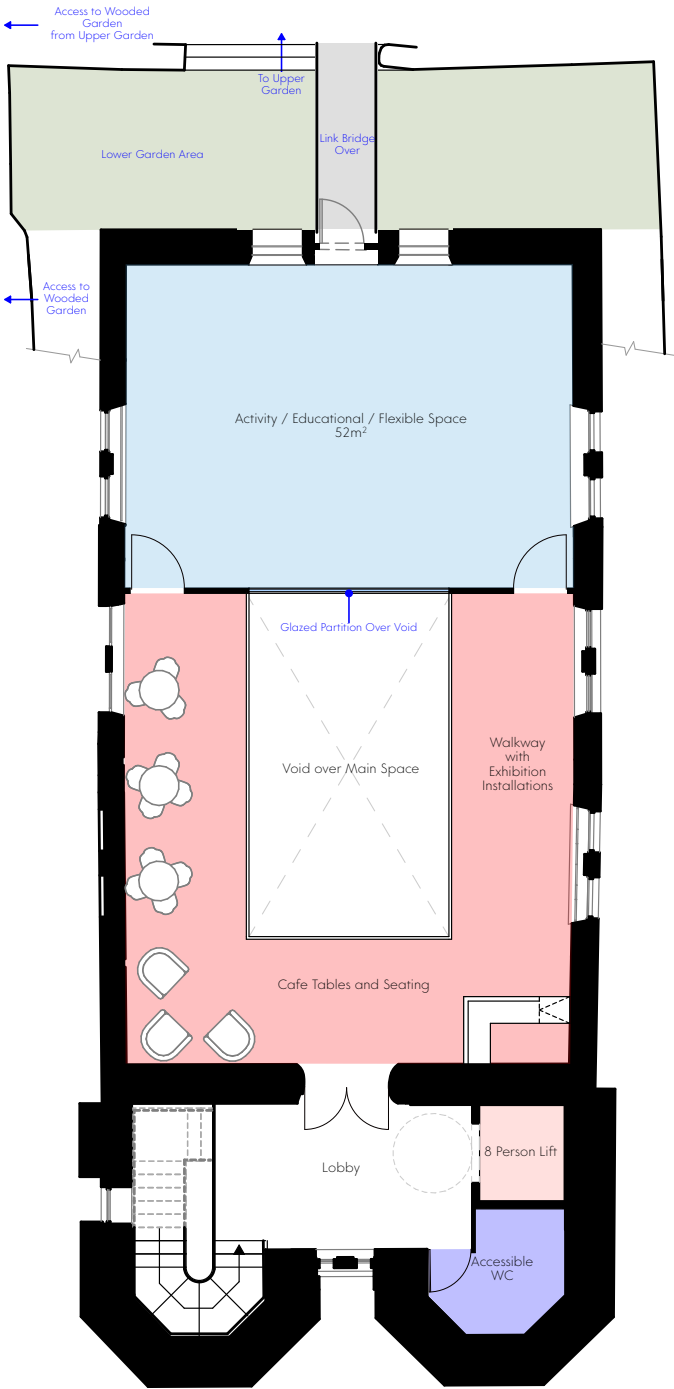 Access to Wooded
Garden
from Upper Garden
To Upper
Garden
Link Bridge
Over
Lower Garden Area
Access to
Wooded
Garden
Activity / Educational / Flexible Space
52m²
Glazed Partition Over Void
Void over Main Space
Walkway
with
Exhibition
Installations
Cafe Tables and Seating
Lobby
8 Person Lift
Accessible
WC